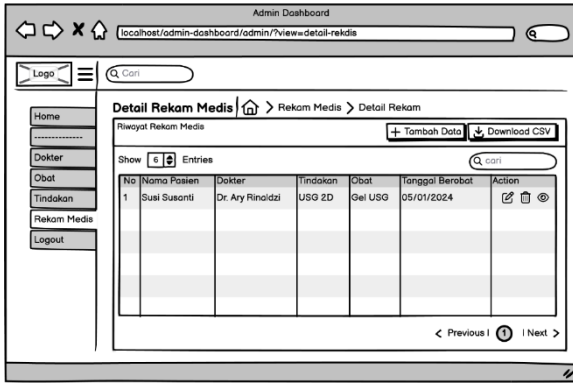 Admin Dashboard
localhost/admin-dashboard/admin/?view=detail-rekdis
Logo
Cari
Home
--------------
Dokter
Obat
Tindakan
Rekam Medis
Logout
Detail Rekam Medis
Rekam Medis > Detail Rekam
Riwayat Rekam Medis
+ Tambah Data
Download CSV
Show 6 Entries
cari
No Nama Pasien Dokter Tindakan Obat Tanggal Berobat Action
1 Susi Susanti Dr. Ary Rinaldzi USG 2D Gel USG 05/01/2024
< Previous | 1 | Next >